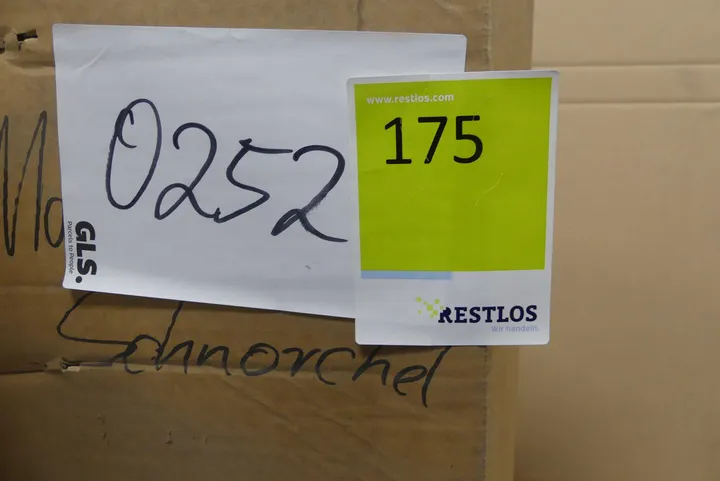 0252
GLS.
Parcels to People.
www.restlos.com
175
RESTLOS
Wir handeln.
Schnorchel